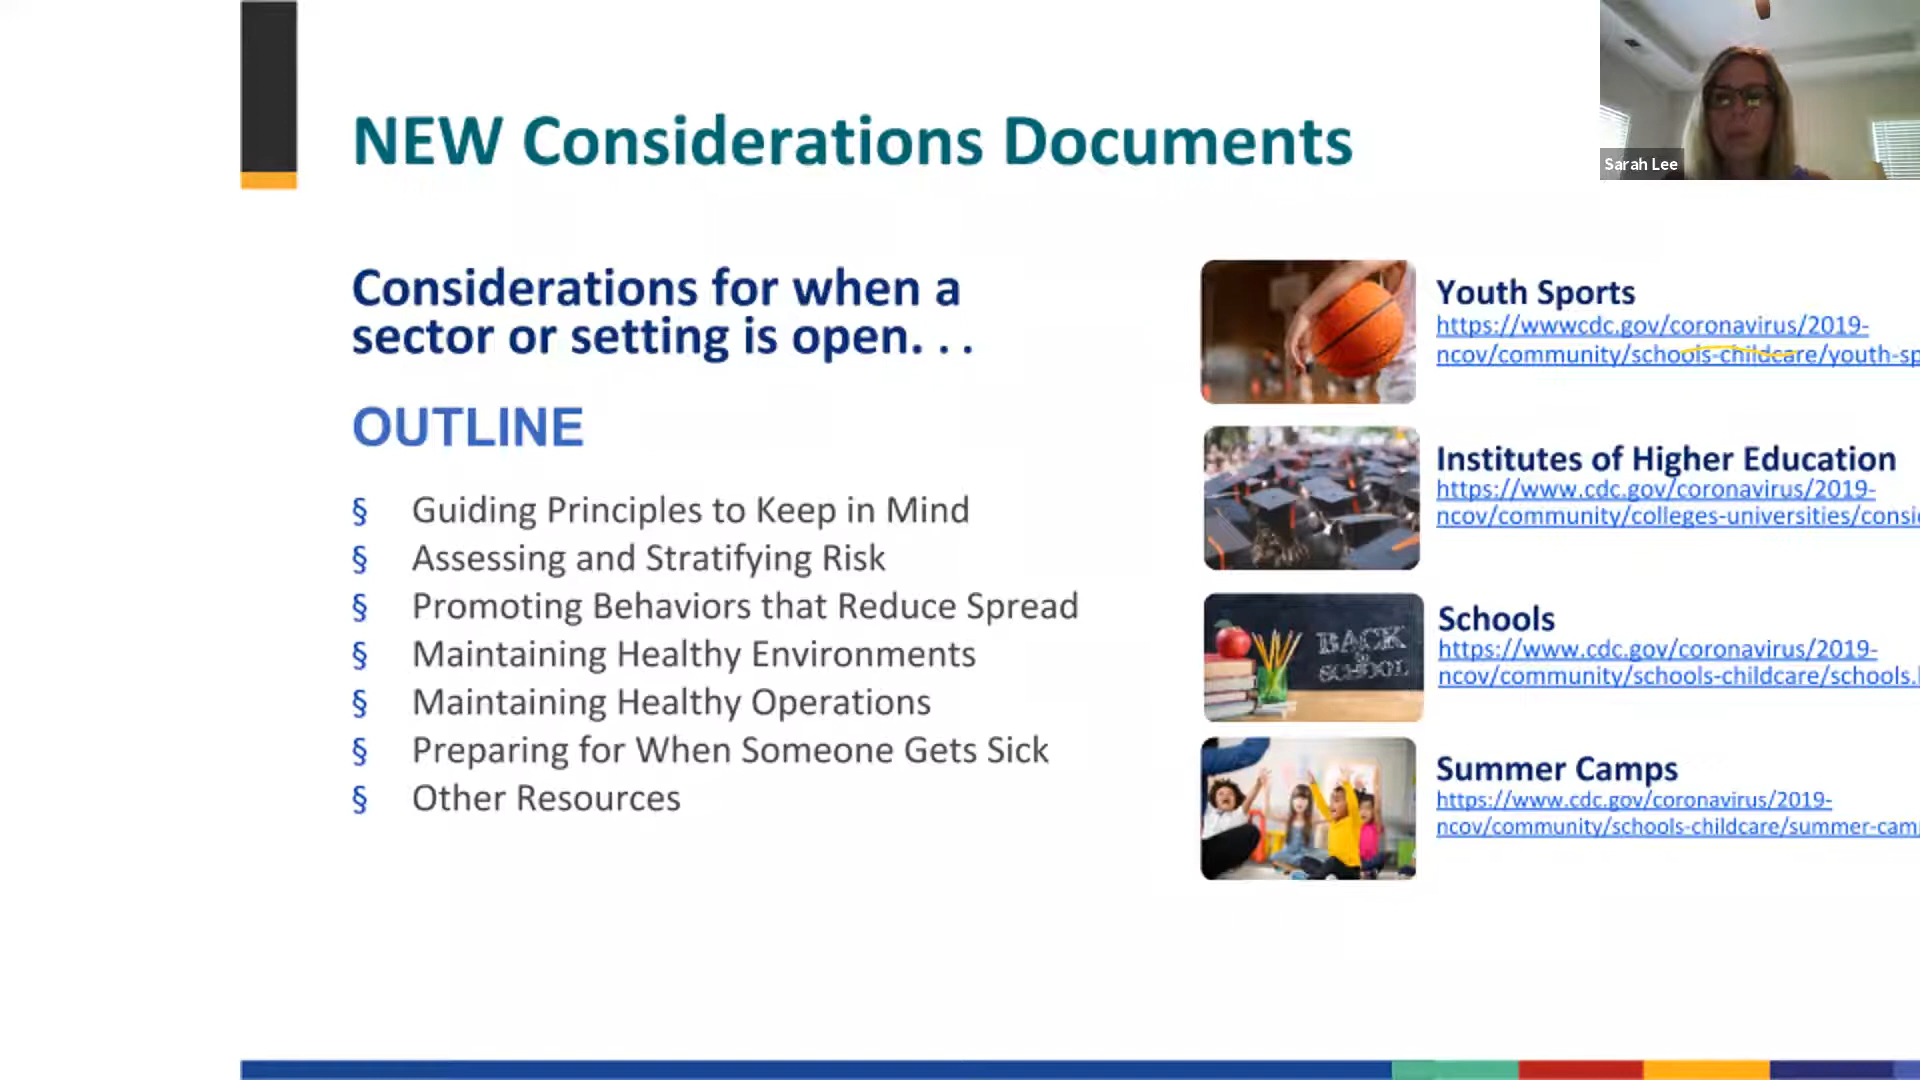 NEW Considerations Documents
Sarah Lee
Considerations for when a
sector or setting is open. . .
OUTLINE
§ Guiding Principles to Keep in Mind
§ Assessing and Stratifying Risk
§ Promoting Behaviors that Reduce Spread
§ Maintaining Healthy Environments
§ Maintaining Healthy Operations
§ Preparing for When Someone Gets Sick
§ Other Resources
Youth Sports
https://wwwcdc.gov/coronavirus/2019-
ncov/community/schools-childcare/youth-sp
Institutes of Higher Education
https://www.cdc.gov/coronavirus/2019-
ncov/community/colleges-universities/consi
BACK
TO
SCHOOL
Schools
https://www.cdc.gov/coronavirus/2019-
ncov/community/schools-childcare/schools.
Summer Camps
https://www.cdc.gov/coronavirus/2019-
ncov/community/schools-childcare/summer-cam